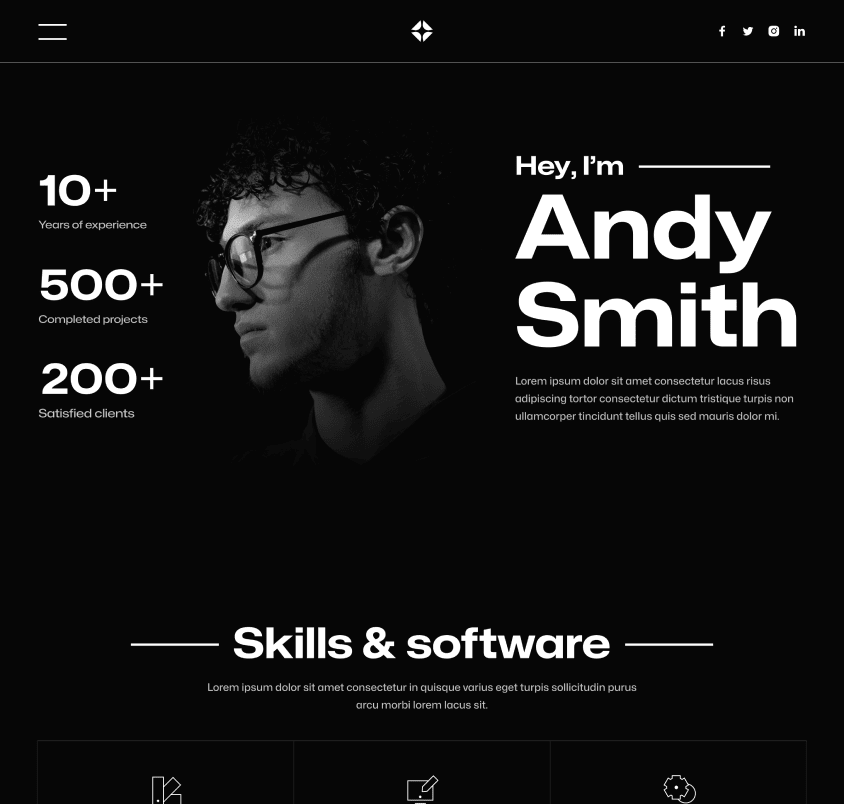 10+
Years of experience
500+
Completed projects
200+
Satisfied clients
Hey, I'm
Andy
Smith
Lorem ipsum dolor sit amet consectetur lacus risus
adipiscing tortor consectetur dictum tristique turpis non
ullamcorper tincidunt tellus quis sed mauris dolor mi.
Skills & software
Lorem ipsum dolor sit amet consectetur in quisque varius eget turpis sollicitudin purus
arcu morbi lorem lacus sit.